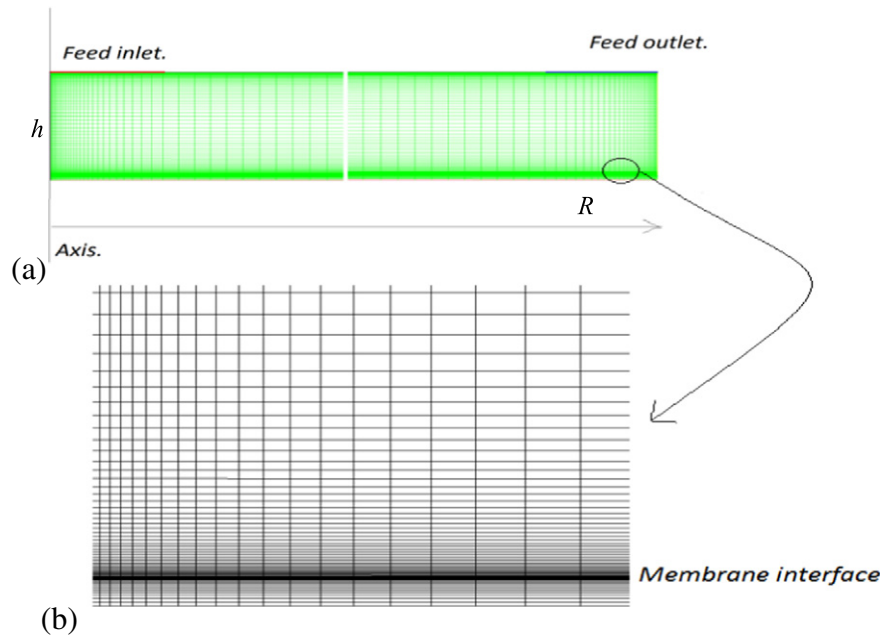 Feed inlet.
Feed outlet.
h
R
Axis.
(a)
Membrane interface
(b)